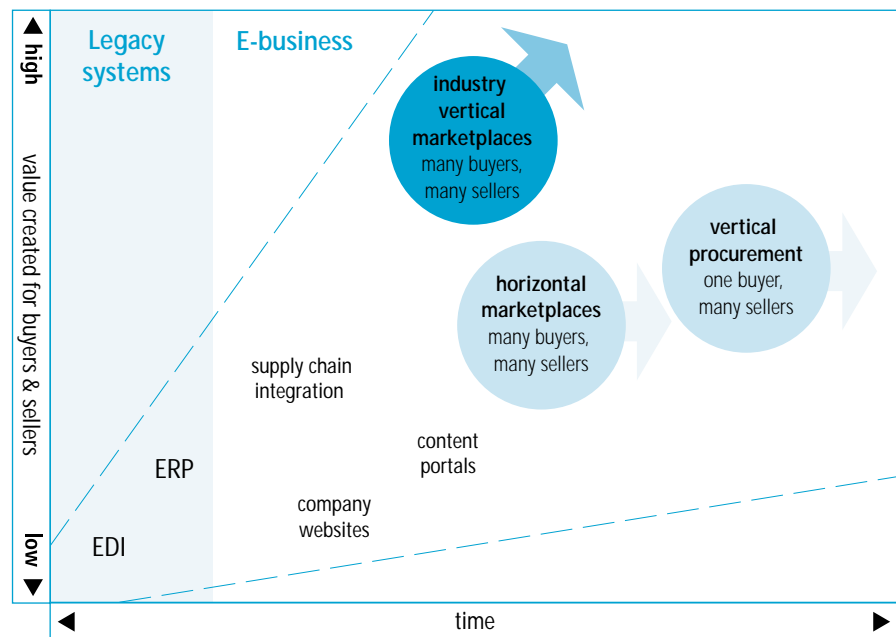 Legacy
systems
E-business
high
value created for buyers & sellers
low
industry
vertical
marketplaces
many buyers,
many sellers
vertical
procurement
one buyer,
many sellers
horizontal
marketplaces
many buyers,
many sellers
supply chain
integration
content
portals
ERP
company
websites
EDI
time